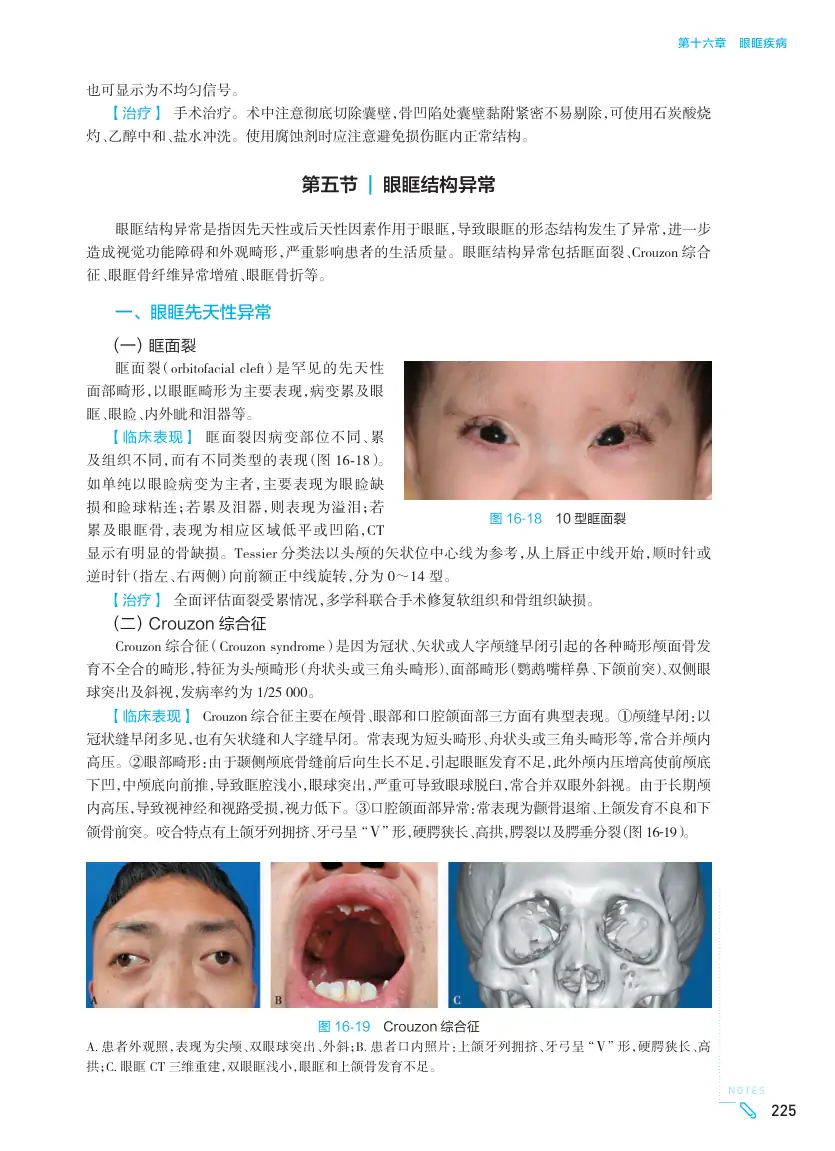 第十六章 眼眶疾病
也可显示为不均匀信号。
【治疗】 手术治疗。术中注意彻底切除囊壁,骨凹陷处囊壁黏附紧密不易剔除,可使用石炭酸烧
灼、乙醇中和、盐水冲洗。使用腐蚀剂时应注意避免损伤眶内正常结构。
第五节 | 眼眶结构异常
眼眶结构异常是指因先天性或后天性因素作用于眼眶,导致眼眶的形态结构发生了异常,进一步
造成视觉功能障碍和外观畸形,严重影响患者的生活质量。眼眶结构异常包括眶面裂、Crouzon 综合
征、眼眶骨纤维异常增殖、眼眶骨折等。
一、眼眶先天性异常
(一)眶面裂
眶面裂(orbitofacial cleft)是罕见的先天性
面部畸形,以眼眶畸形为主要表现,病变累及眼
眶、眼睑、内外眦和泪器等。
【临床表现】 眶面裂因病变部位不同、累
及组织不同,而有不同类型的表现(图 16-18)。
如单纯以眼睑病变为主者,主要表现为眼睑缺
损和睑球粘连;若累及泪器,则表现为溢泪;若
累及眼眶骨,表现为相应区域低平或凹陷,CT
图 16-18 10 型眶面裂
显示有明显的骨缺损。Tessier 分类法以头颅的矢状位中心线为参考,从上唇正中线开始,顺时针或
逆时针(指左、右两侧)向前额正中线旋转,分为 0～14 型。
【治疗】 全面评估面裂受累情况,多学科联合手术修复软组织和骨组织缺损。
(二)Crouzon 综合征
Crouzon 综合征(Crouzon syndrome)是因为冠状、矢状或人字颅缝早闭引起的各种畸形颅面骨发
育不全合的畸形,特征为头颅畸形(舟状头或三角头畸形)、面部畸形(鹦鹉嘴样鼻、下颌前突)、双侧眼
球突出及斜视,发病率约为 1/25 000。
【临床表现】 Crouzon 综合征主要在颅骨、眼部和口腔颌面部三方面有典型表现。①颅缝早闭:以
冠状缝早闭多见,也有矢状缝和人字缝早闭。常表现为短头畸形、舟状头或三角头畸形等,常合并颅内
高压。②眼部畸形:由于颞侧颅底骨缝前后向生长不足,引起眼眶发育不足,此外颅内压增高使前颅底
下凹,中颅底向前推,导致眶腔浅小,眼球突出,严重可导致眼球脱臼,常合并双眼外斜视。由于长期颅
内高压,导致视神经和视路受损,视力低下。③口腔颌面部异常:常表现为颧骨退缩、上颌发育不良和下
颌骨前突。咬合特点有上颌牙列拥挤、牙弓呈“V”形,硬腭狭长、高拱,腭裂以及腭垂分裂(图 16-19)。
A
B
C
图 16-19 Crouzon 综合征
A. 患者外观照,表现为尖颅、双眼球突出、外斜;B. 患者口内照片:上颌牙列拥挤、牙弓呈“V”形,硬腭狭长、高
拱;C. 眼眶 CT 三维重建,双眼眶浅小,眼眶和上颌骨发育不足。
NOTES
225